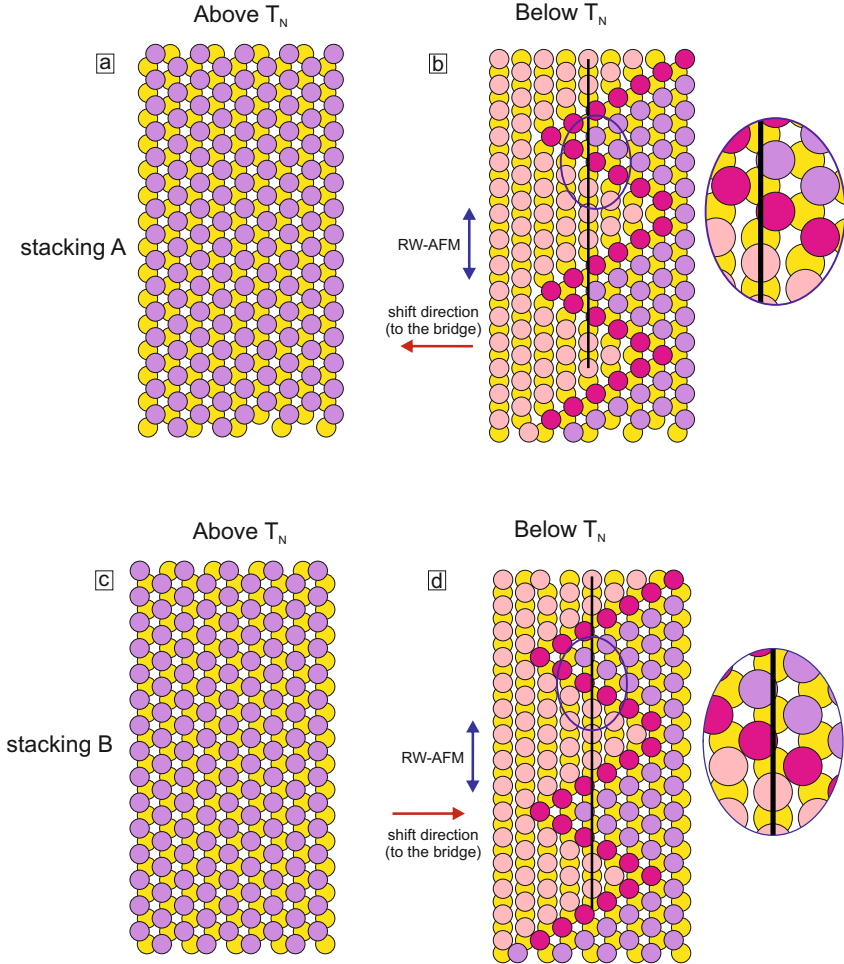 Above T_N
Below T_N
a
b
stacking A
RW-AFM
shift direction
(to the bridge)
Above T_N
Below T_N
c
d
stacking B
RW-AFM
shift direction
(to the bridge)